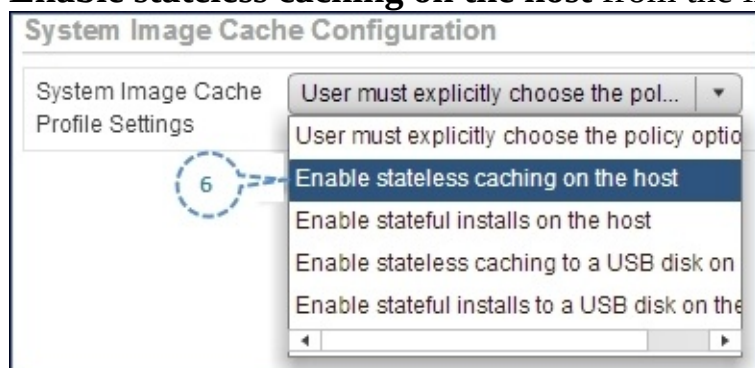 Enable stateless caching on the host from the
System Image Cache Configuration
System Image Cache
Profile Settings
User must explicitly choose the pol...
User must explicitly choose the policy optio
6
Enable stateless caching on the host
Enable stateful installs on the host
Enable stateless caching to a USB disk on
Enable stateful installs to a USB disk on the